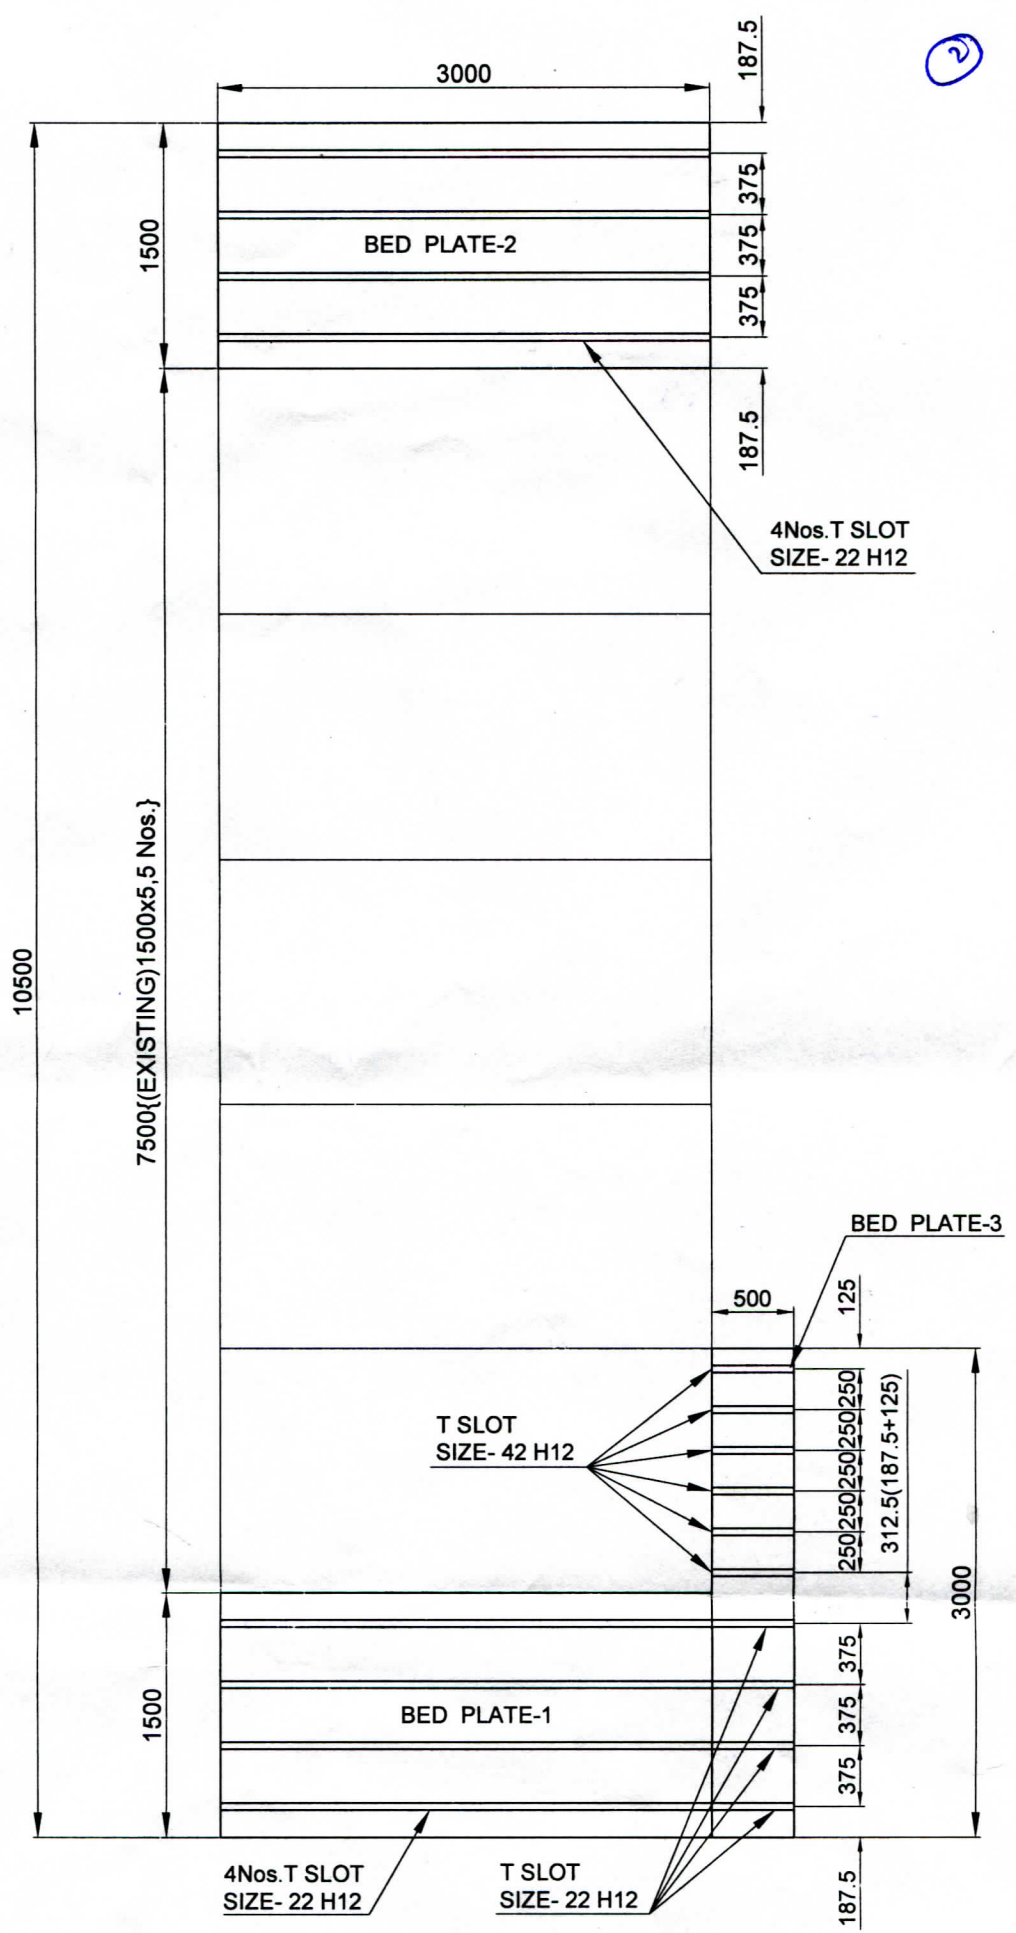 2
3000
187.5
1500
375
375
375
BED PLATE-2
187.5
4Nos.T SLOT
SIZE- 22 H12
10500
7500{(EXISTING)1500x5,5 Nos.}
BED PLATE-3
500
125
T SLOT
SIZE- 42 H12
250
250
250
250
250
312.5(187.5+125)
3000
1500
BED PLATE-1
375
375
375
187.5
4Nos.T SLOT
SIZE- 22 H12
T SLOT
SIZE- 22 H12